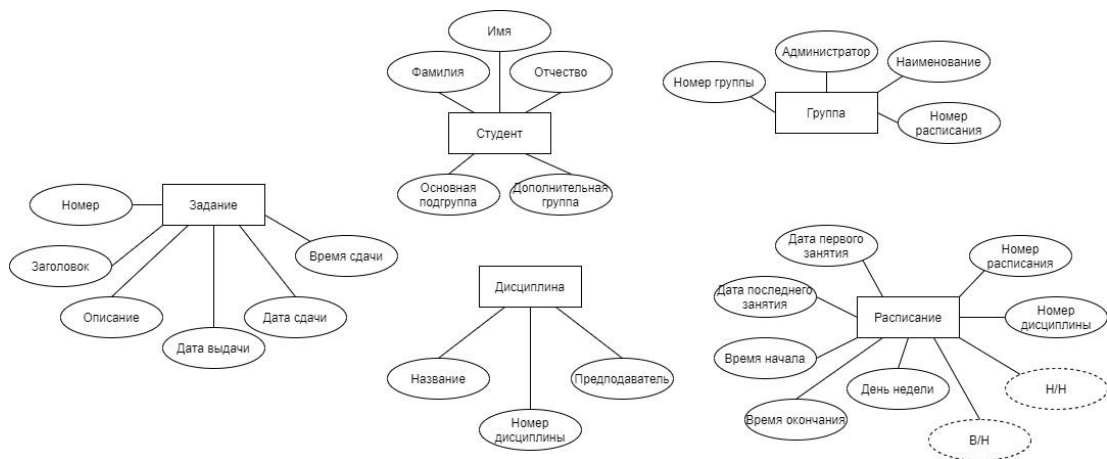 Имя
Фамилия
Отчество
Студент
Основная
подгруппа
Дополнительная
группа
Администратор
Номер группы
Наименование
Группа
Номер
расписания
Номер
Задание
Заголовок
Время сдачи
Описание
Дата сдачи
Дата выдачи
Дисциплина
Название
Предподаватель
Номер
дисциплины
Дата первого
занятия
Номер
расписания
Дата последнего
занятия
Расписание
Номер
дисциплины
Время начала
День недели
Н/Н
Время окончания
В/Н